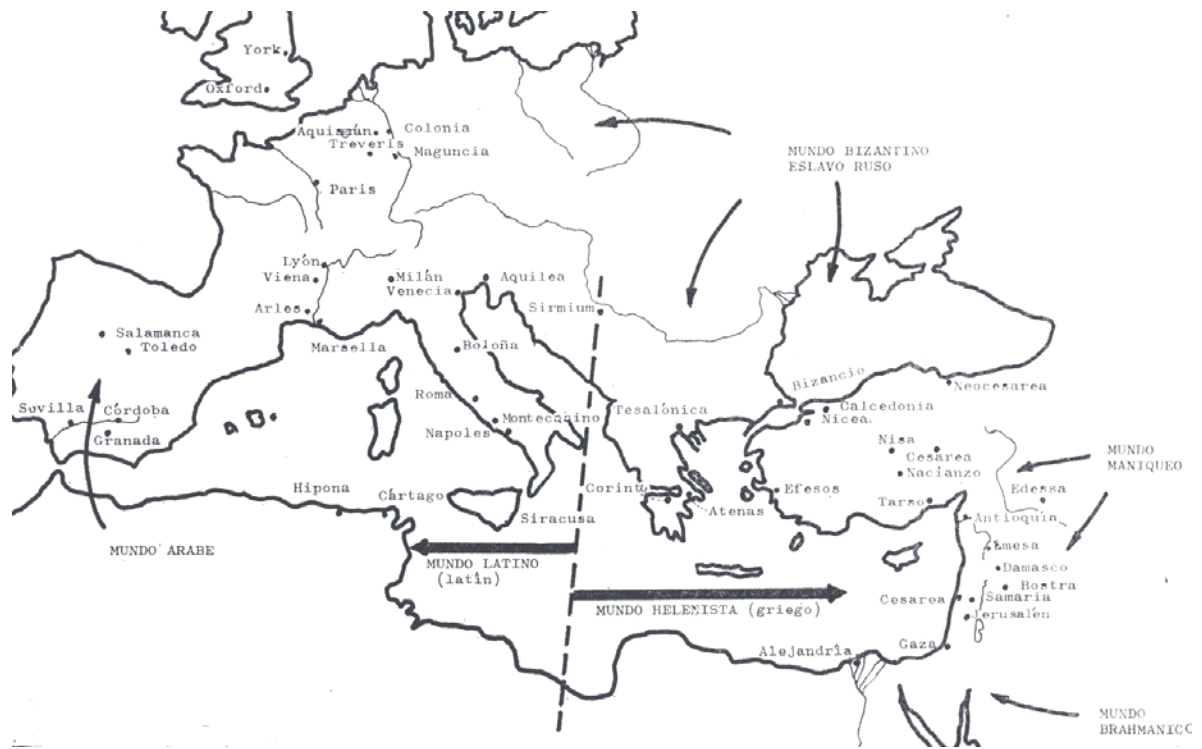 York
Oxford
Aquisgrán
Colonia
Treveris
Maguncia
MUNDO BIZANTINO
ESLAVO RUSO
Paris
Lyón
Viena
Milán
Venecia
Aquilea
Arles
Sirmium
Salamanca
Toledo
Marsella
Boloña
Bizancio
Neocesarea
Sevilla
Córdoba
Granada
Roma
Montecasino
Napoles
Tesalónica
Calcedonia
Nicea
Nisa
Cesarea
Nacianzo
MUNDO
MANIQUEO
Hipona
Cártago
Siracusa
Corinto
Atenas
Efesos
Tarso
Edessa
Antioquía
MUNDO ARABE
MUNDO LATINO
(latín)
MUNDO HELENISTA (griego)
Emesa
Damasco
Bostra
Cesarea
Samaria
Jerusalén
Alejandría
Gaza
MUNDO
BRAHMANICO